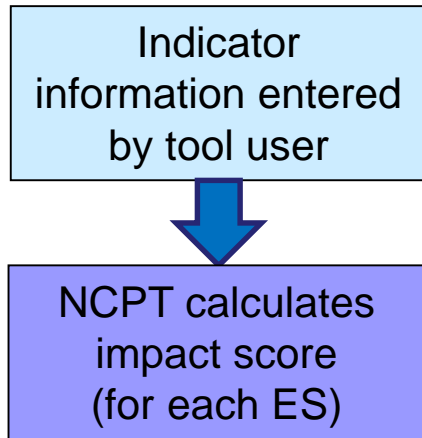 Indicator
information entered
by tool user
NCPT calculates
impact score
(for each ES)